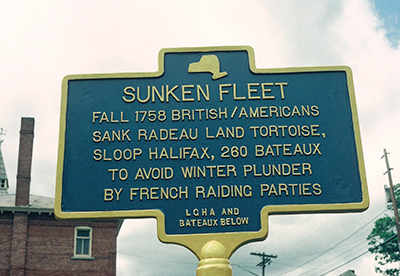 SUNKEN FLEET
FALL 1758 BRITISH/AMERICANS
SANK RADEAU LAND TORTOISE,
SLOOP HALIFAX, 260 BATEAUX
TO AVOID WINTER PLUNDER
BY FRENCH RAIDING PARTIES
L.G.H.A AND
BATEAUX BELOW